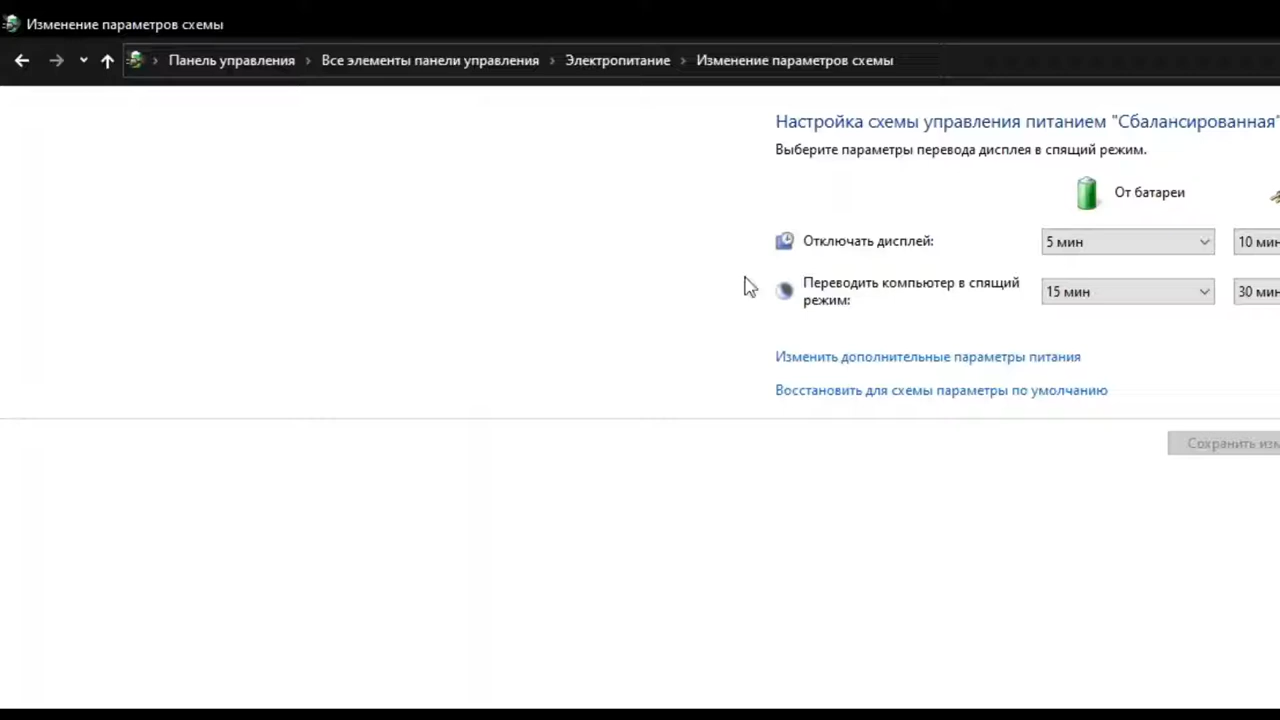 Изменение параметров схемы
Панель управления > Все элементы панели управления > Электропитание > Изменение параметров схемы
Настройка схемы управления питанием "Сбалансированная"
Выберите параметры перевода дисплея в спящий режим.
От батареи
Отключать дисплей: 5 мин 10 мин
Переводить компьютер в спящий
режим: 15 мин 30 мин
Изменить дополнительные параметры питания
Восстановить для схемы параметры по умолчанию
Сохранить